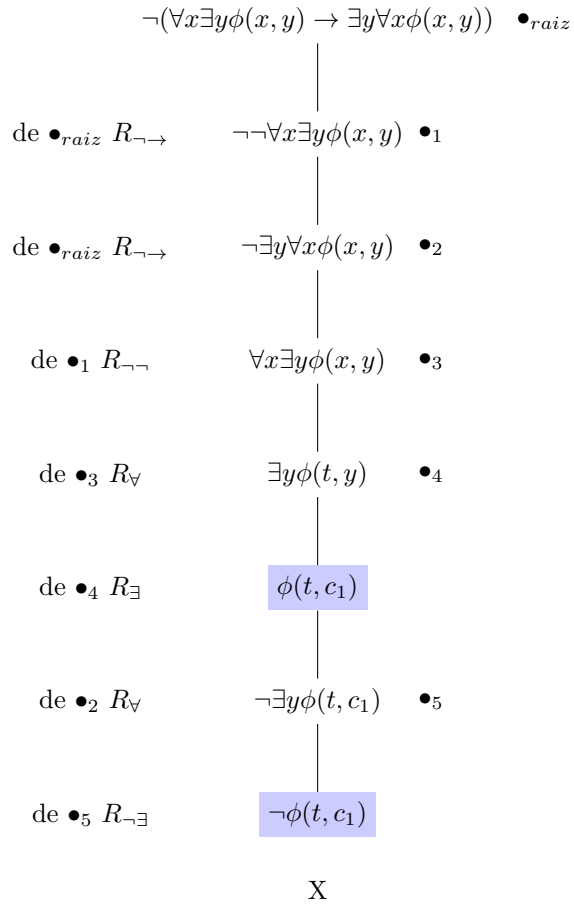 ¬(∀x∃yϕ(x, y) → ∃y∀xϕ(x, y)) •raiz
de •raiz R¬→ ¬¬∀x∃yϕ(x, y) •1
de •raiz R¬→ ¬∃y∀xϕ(x, y) •2
de •1 R¬¬ ∀x∃yϕ(x, y) •3
de •3 R∀ ∃yϕ(t, y) •4
de •4 R∃ ϕ(t, c1)
de •2 R∀ ¬∃yϕ(t, c1) •5
de •5 R¬∃ ¬ϕ(t, c1)
X